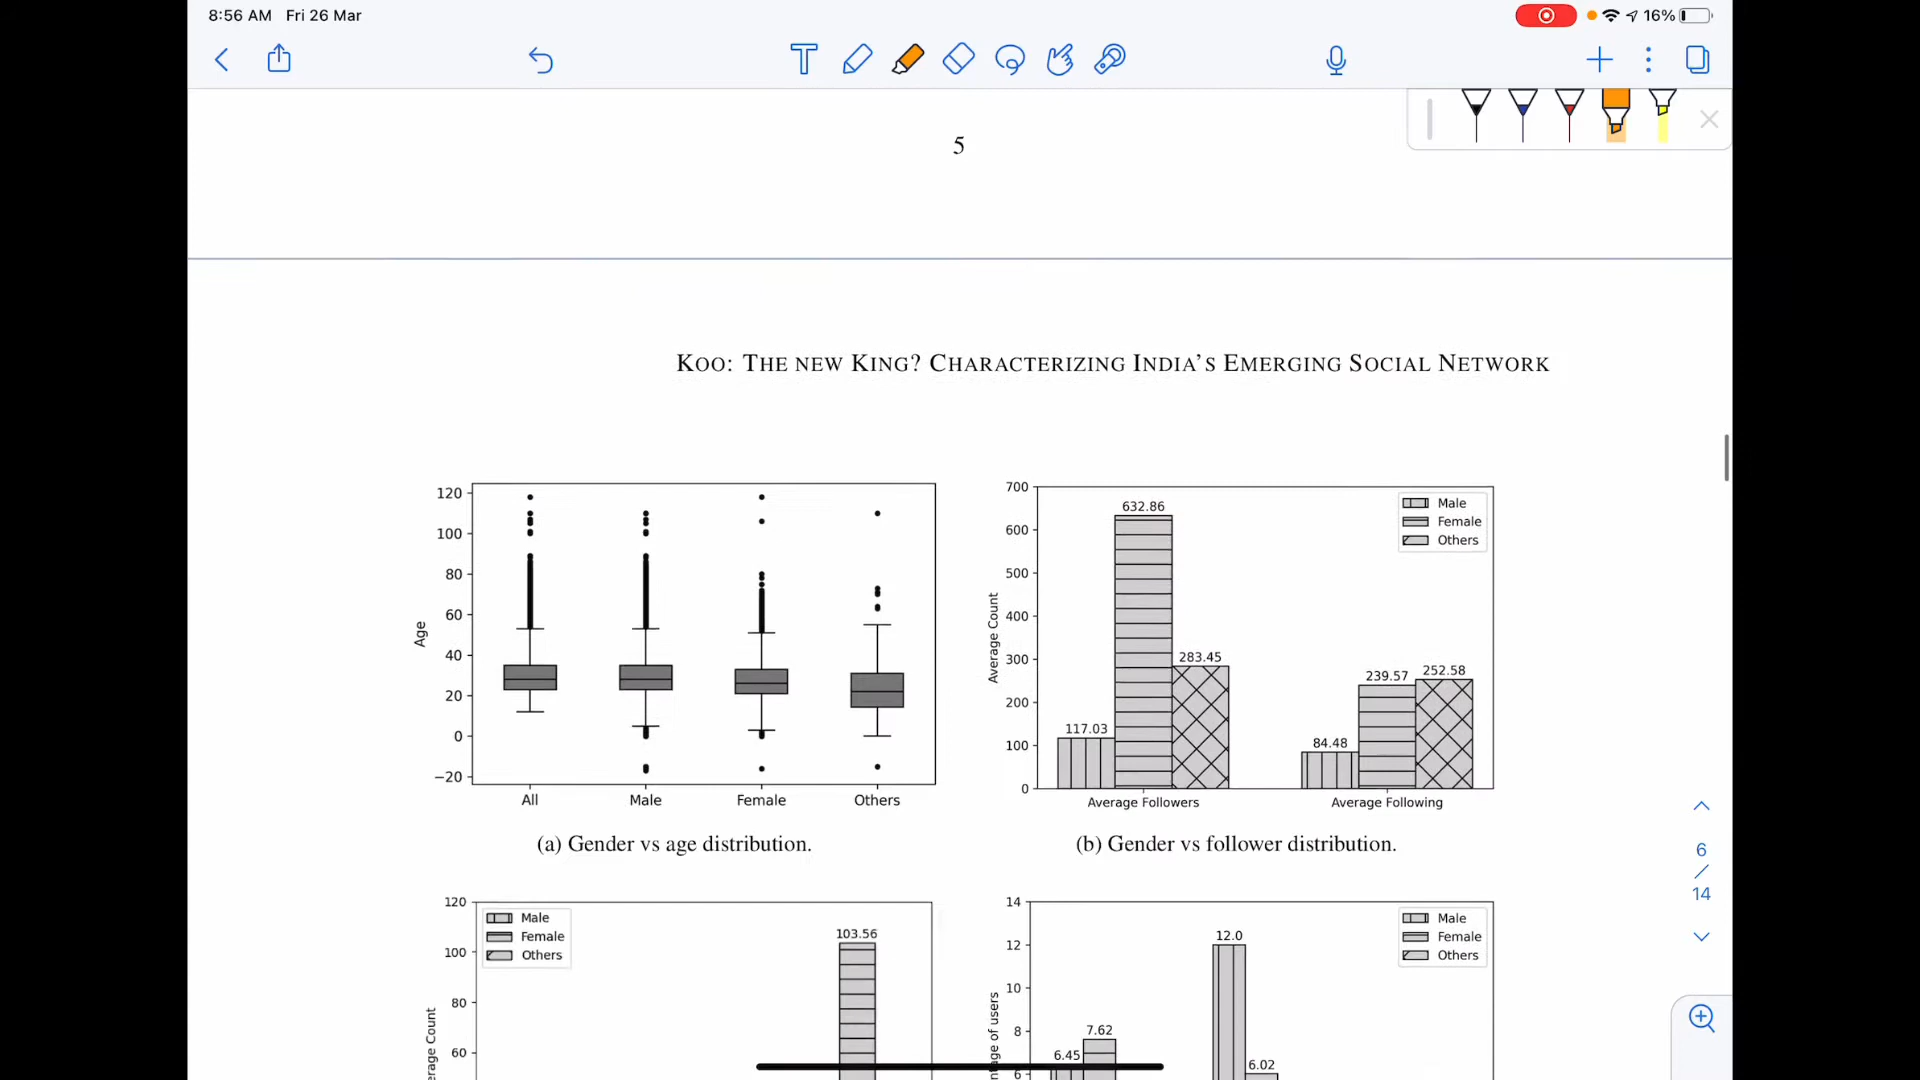 8:56 AM Fri 26 Mar
16%
5
KOO: THE NEW KING? CHARACTERIZING INDIA'S EMERGING SOCIAL NETWORK
120
100
80
60
40
20
0
−20
Age
All Male Female Others
(a) Gender vs age distribution.
700
600
500
400
300
200
100
0
Average Count
Male
Female
Others
632.86
283.45
117.03
239.57
252.58
84.48
Average Followers Average Following
(b) Gender vs follower distribution.
6
/
14
120
100
80
60
Count
Male
Female
Others
103.56
14
12
10
8
6
of users
Male
Female
Others
12.0
7.62
6.45
6.02